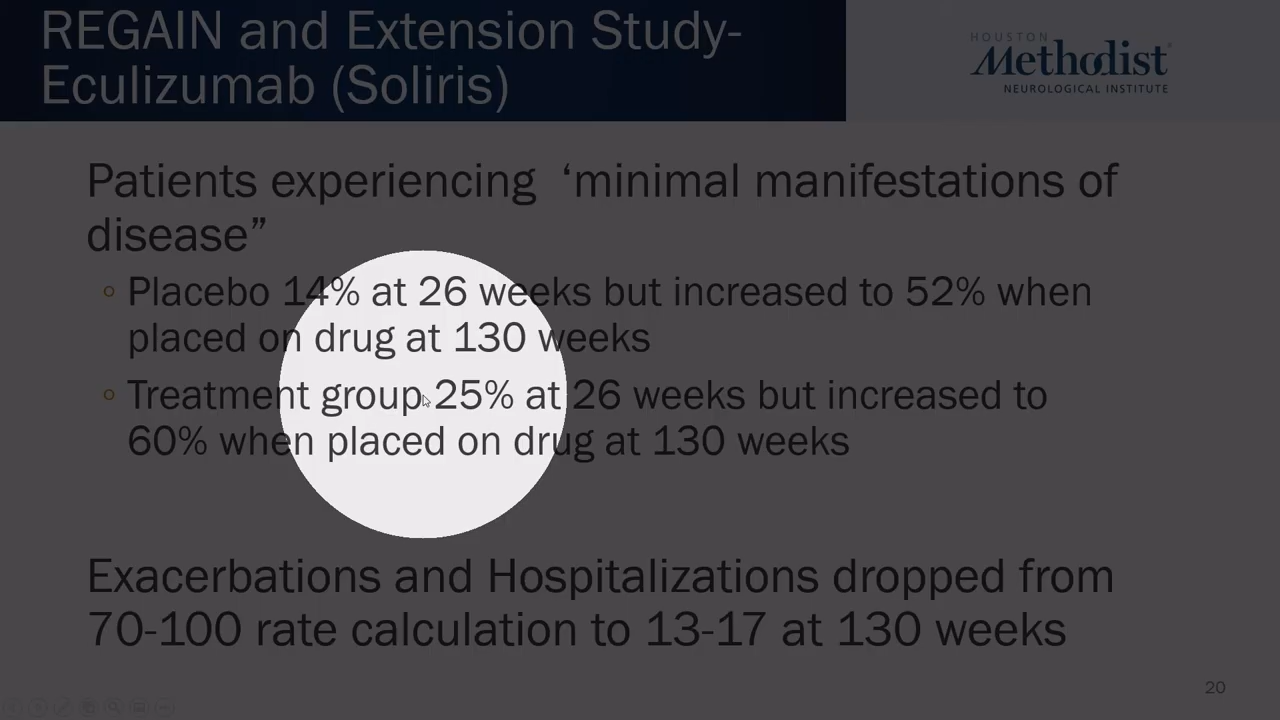 REGAIN and Extension Study-
Eculizumab (Soliris)
HOUSTON
Methodist®
NEUROLOGICAL INSTITUTE
Patients experiencing ‘minimal manifestations of
disease”
◦ Placebo 14% at 26 weeks but increased to 52% when
placed on drug at 130 weeks
◦ Treatment group 25% at 26 weeks but increased to
60% when placed on drug at 130 weeks
Exacerbations and Hospitalizations dropped from
70-100 rate calculation to 13-17 at 130 weeks
20